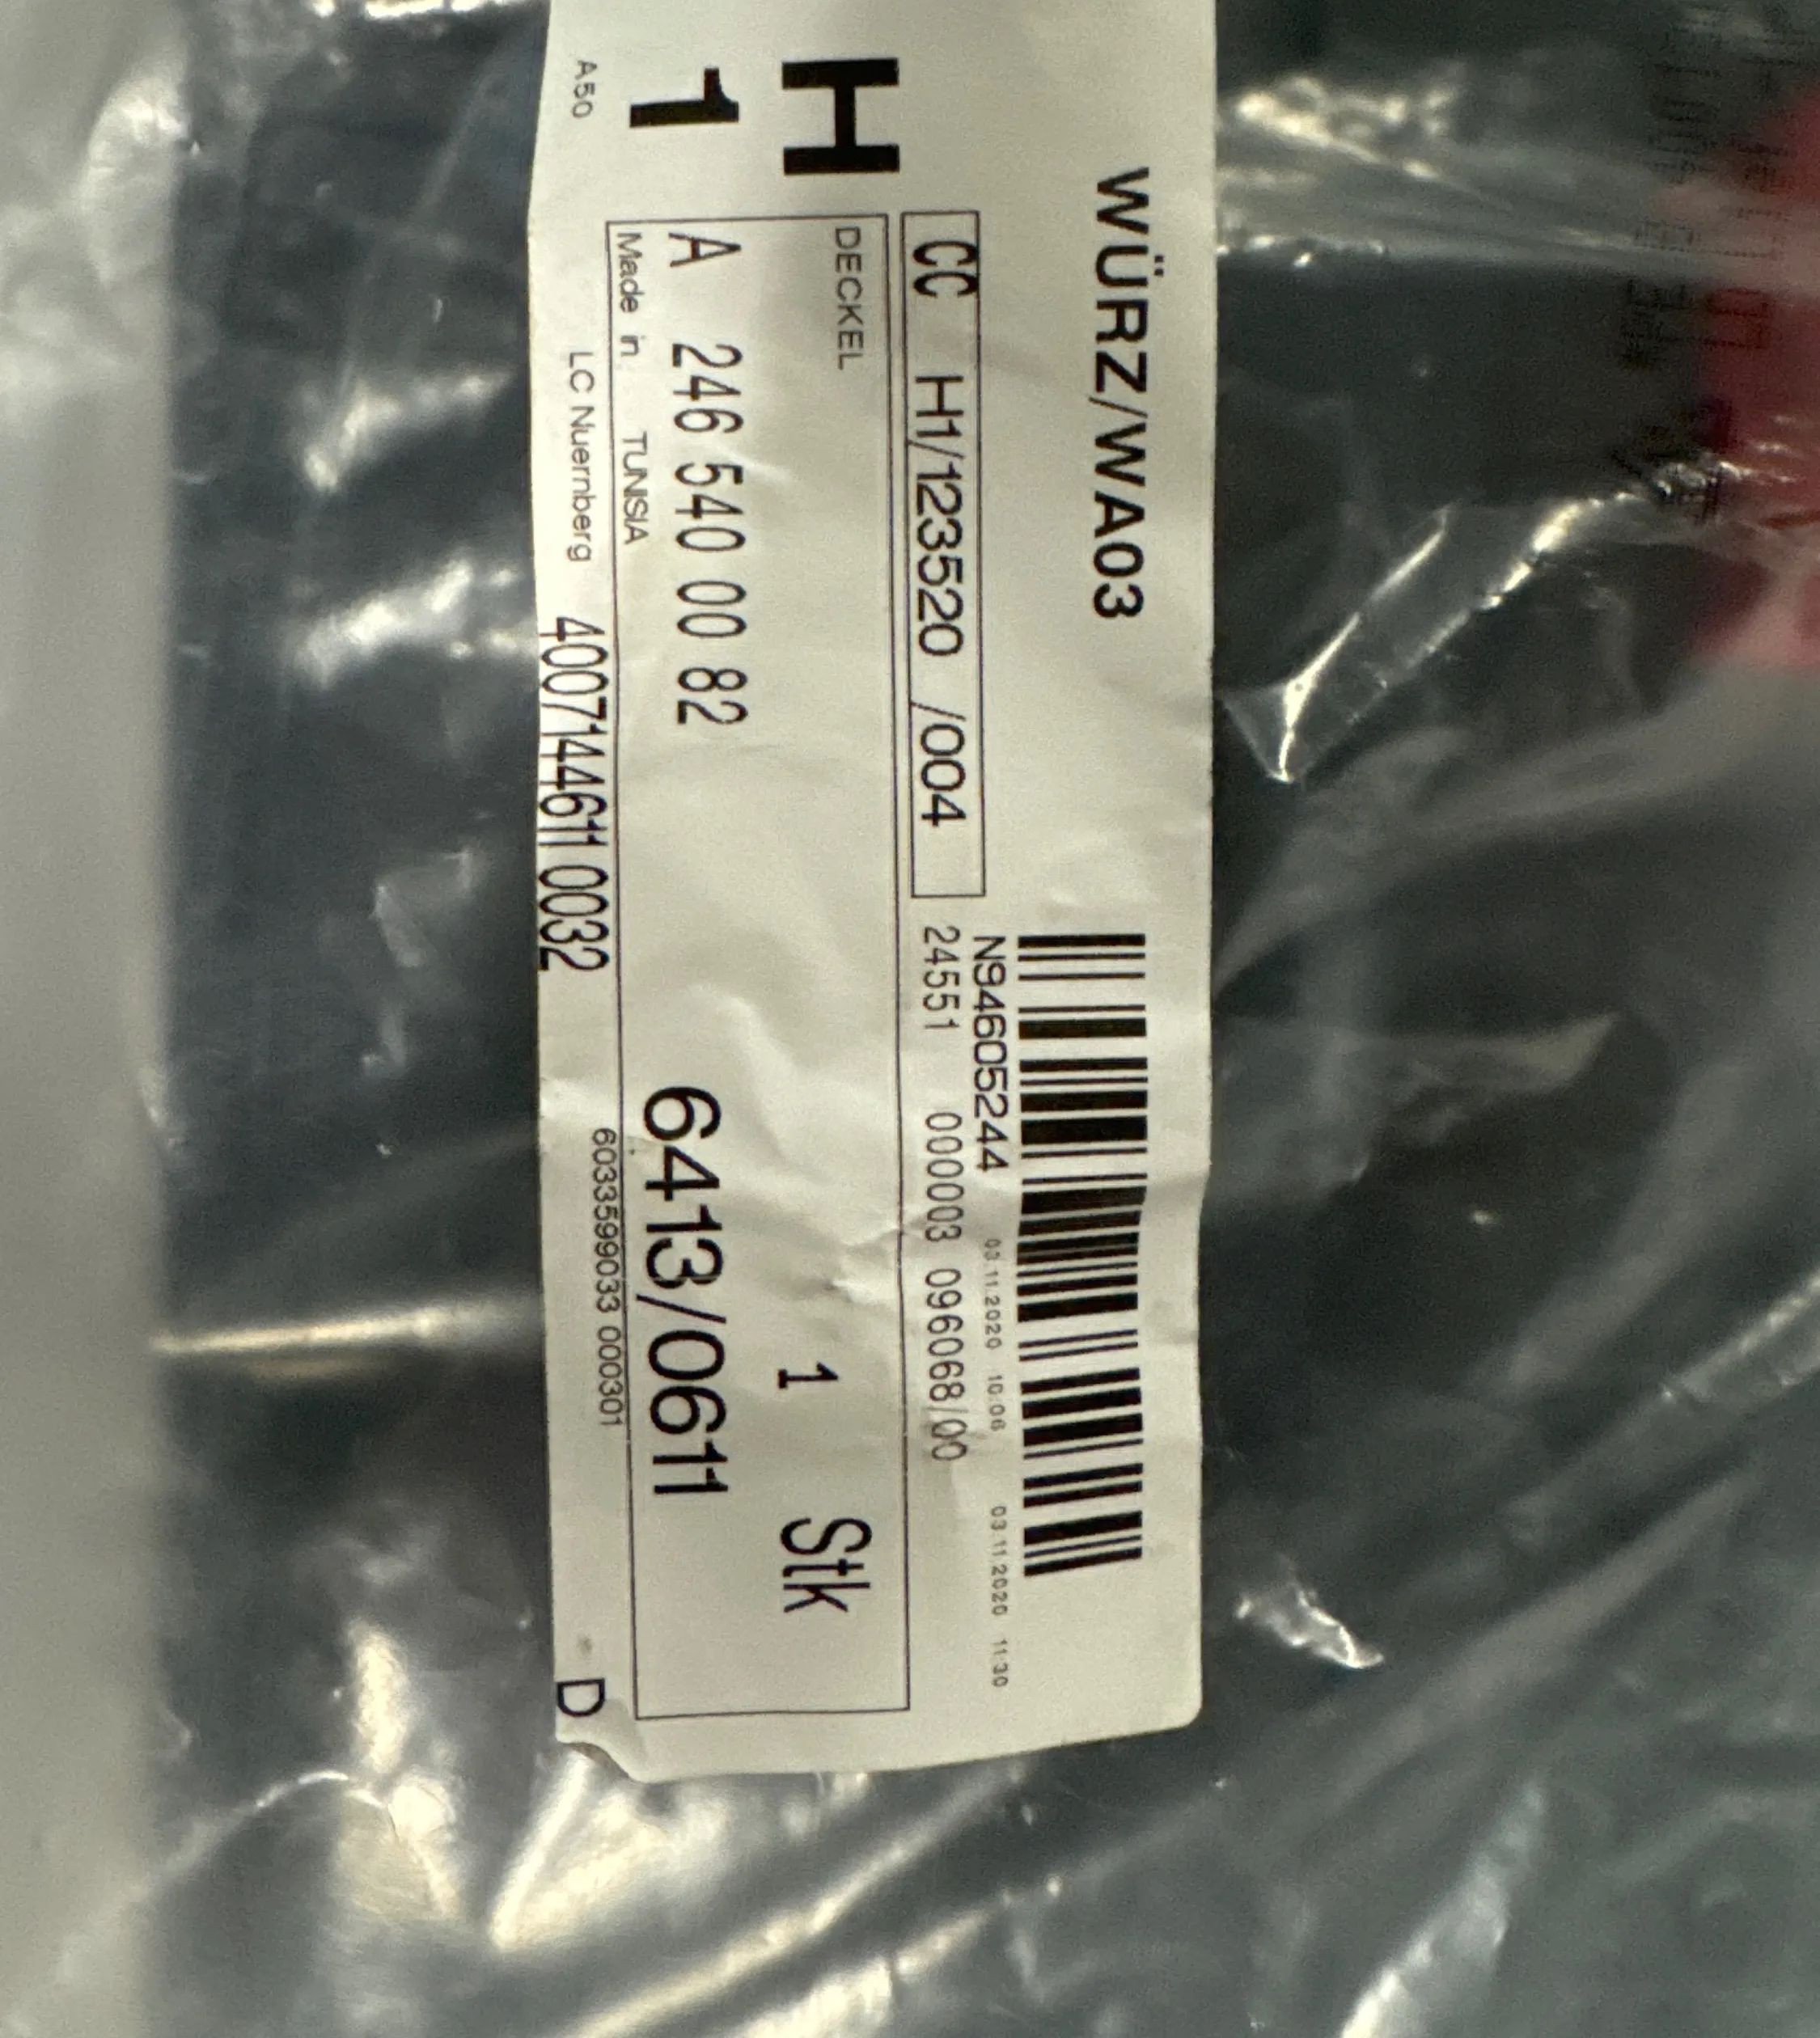 WÜRZ/WA03
N94605244
03.11.2020 10:06 03.11.2020 11:30
CC H1/123520 /004 24551 000003 096068/00
H
DECKEL 1 Stk
1
A 246 540 00 82 6413/0611
Made in TUNISIA
A50 LC Nuernberg 4007144611 0032 6033599033 000301 * D